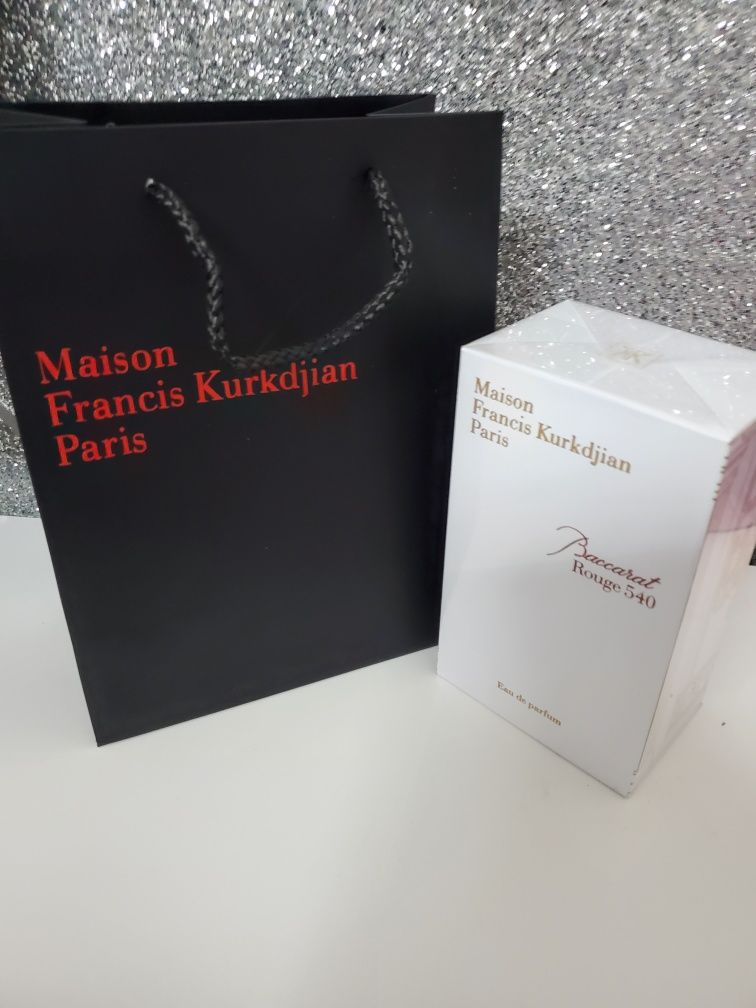 Maison
Francis Kurkdjian
Paris
Maison
Francis Kurkdjian
Paris
Baccarat
Rouge 540
Eau de parfum